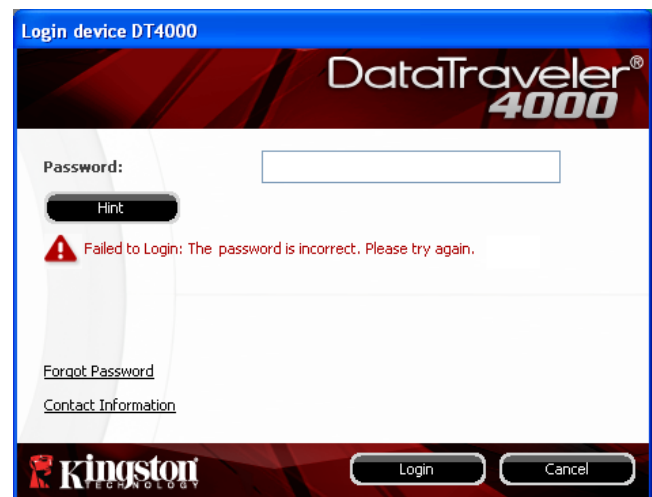 Login device DT4000
DataTraveler®
4000
Password:
Hint
Failed to Login: The password is incorrect. Please try again.
Forgot Password
Contact Information
Kingston
TECHNOLOGY
Login
Cancel